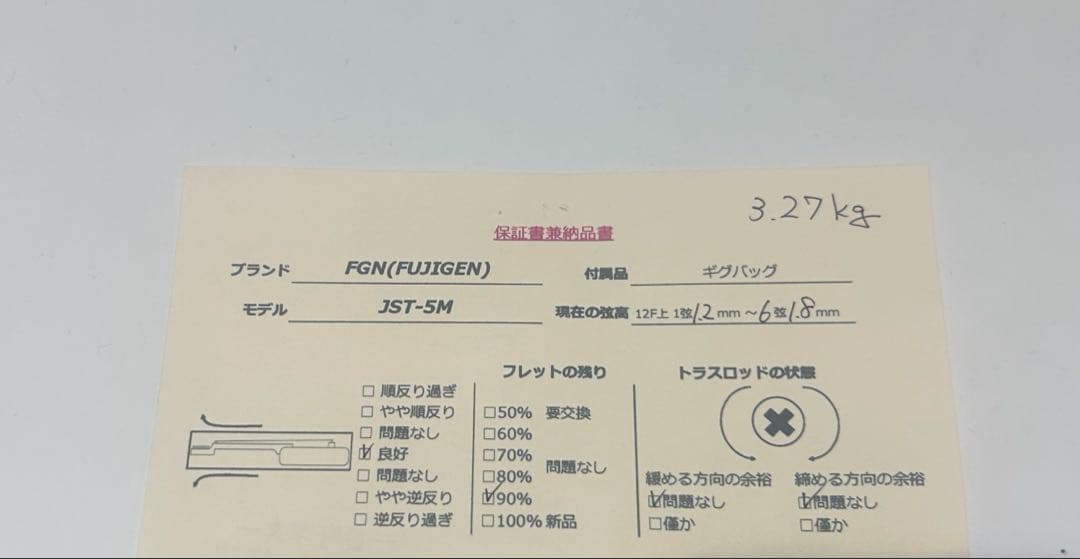 3.27kg
保証書兼納品書
ブランド FGN(FUJIGEN) 付属品 ギグバッグ
モデル JST-5M 現在の弦高 12F上 1弦1.2mm～6弦1.8mm
フレットの残り トラスロッドの状態
□ 順反り過ぎ
□ やや順反り
□ 問題なし
☑ 良好
□ 問題なし
□ やや逆反り
□ 逆反り過ぎ
□50% 要交換
□60%
□70%
問題なし
□80%
☑90%
□100% 新品
緩める方向の余裕 締める方向の余裕
☑問題なし ☑問題なし
□僅か □僅か